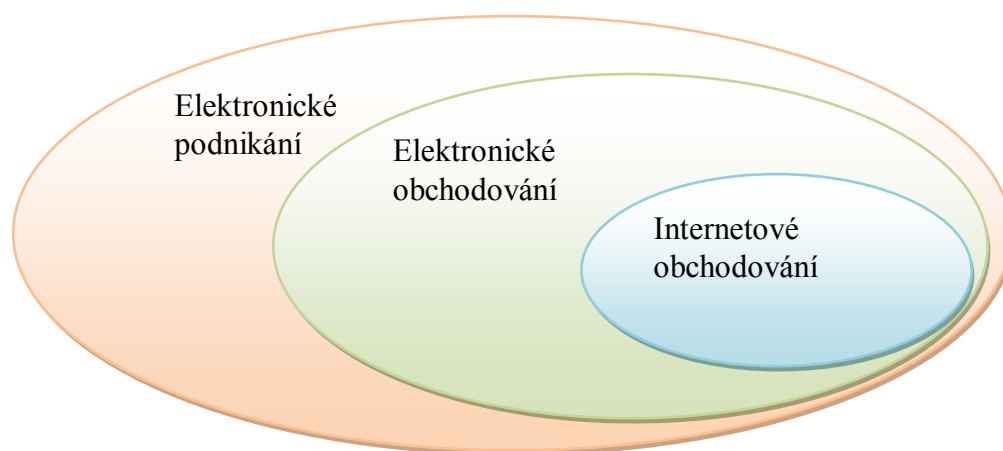 Elektronické
podnikání
Elektronické
obchodování
Internetové
obchodování